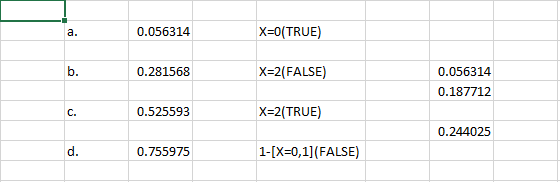 a. 0.056314 X=0(TRUE)
b. 0.281568 X=2(FALSE) 0.056314
0.187712
c. 0.525593 X=2(TRUE)
0.244025
d. 0.755975 1-[X=0,1](FALSE)